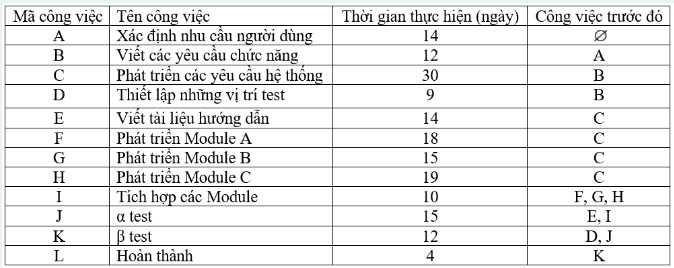 Mã công việc Tên công việc Thời gian thực hiện (ngày) Công việc trước đó
A Xác định nhu cầu người dùng 14 ∅
B Viết các yêu cầu chức năng 12 A
C Phát triển các yêu cầu hệ thống 30 B
D Thiết lập những vị trí test 9 B
E Viết tài liệu hướng dẫn 14 C
F Phát triển Module A 18 C
G Phát triển Module B 15 C
H Phát triển Module C 19 C
I Tích hợp các Module 10 F, G, H
J α test 15 E, I
K β test 12 D, J
L Hoàn thành 4 K